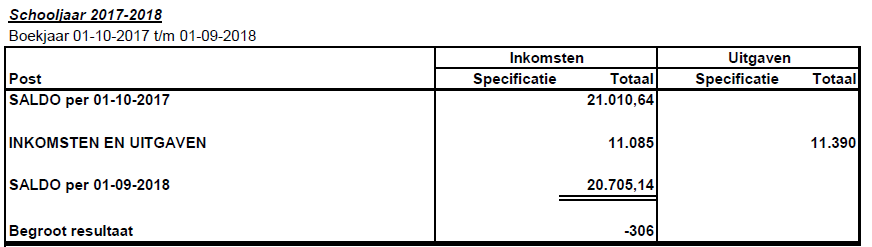 Schooljaar 2017-2018
Boekjaar 01-10-2017 t/m 01-09-2018
Inkomsten Uitgaven
Post Specificatie Totaal Specificatie Totaal
SALDO per 01-10-2017 21.010,64
INKOMSTEN EN UITGAVEN 11.085 11.390
SALDO per 01-09-2018 20.705,14
Begroot resultaat -306